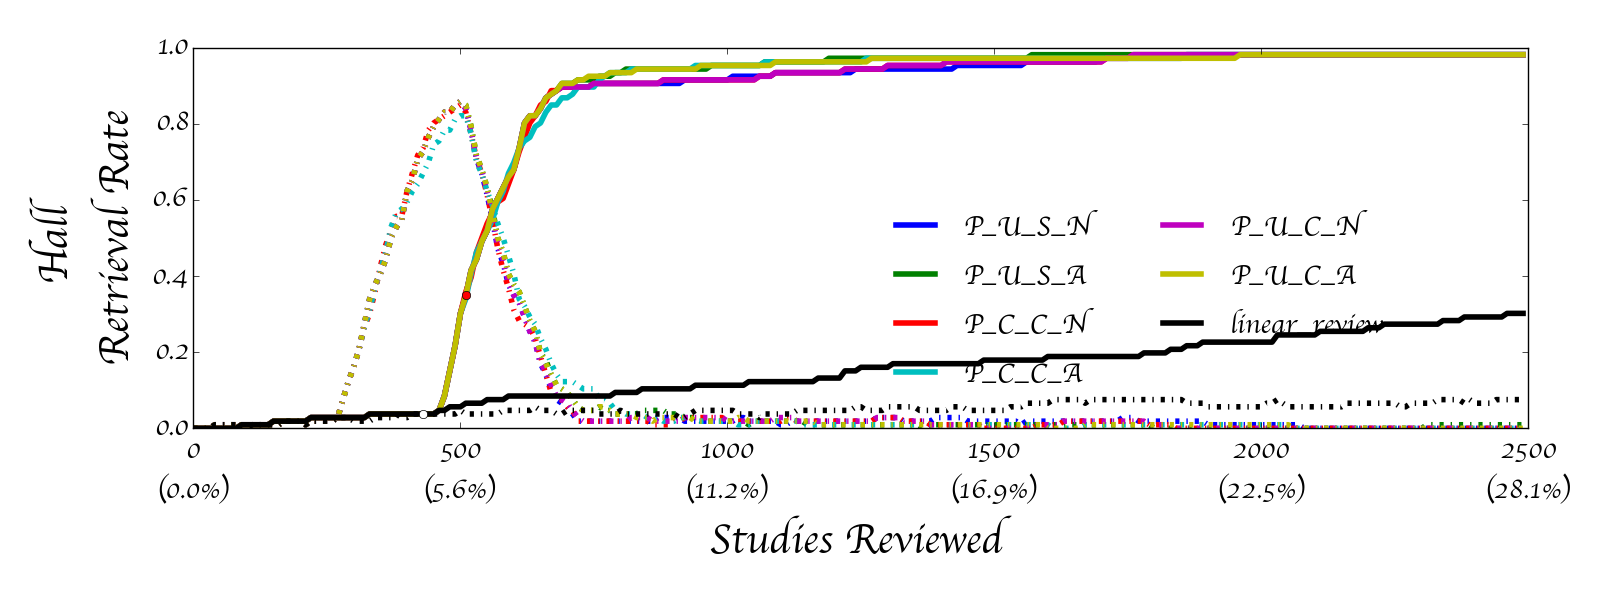 Hall
Retrieval Rate
1.0
0.8
0.6
0.4
0.2
0.0
P_U_S_N
P_U_S_A
P_C_C_N
P_C_C_A
P_U_C_N
P_U_C_A
linear_review
0 500 1000 1500 2000 2500
(0.0%) (5.6%) (11.2%) (16.9%) (22.5%) (28.1%)
Studies Reviewed